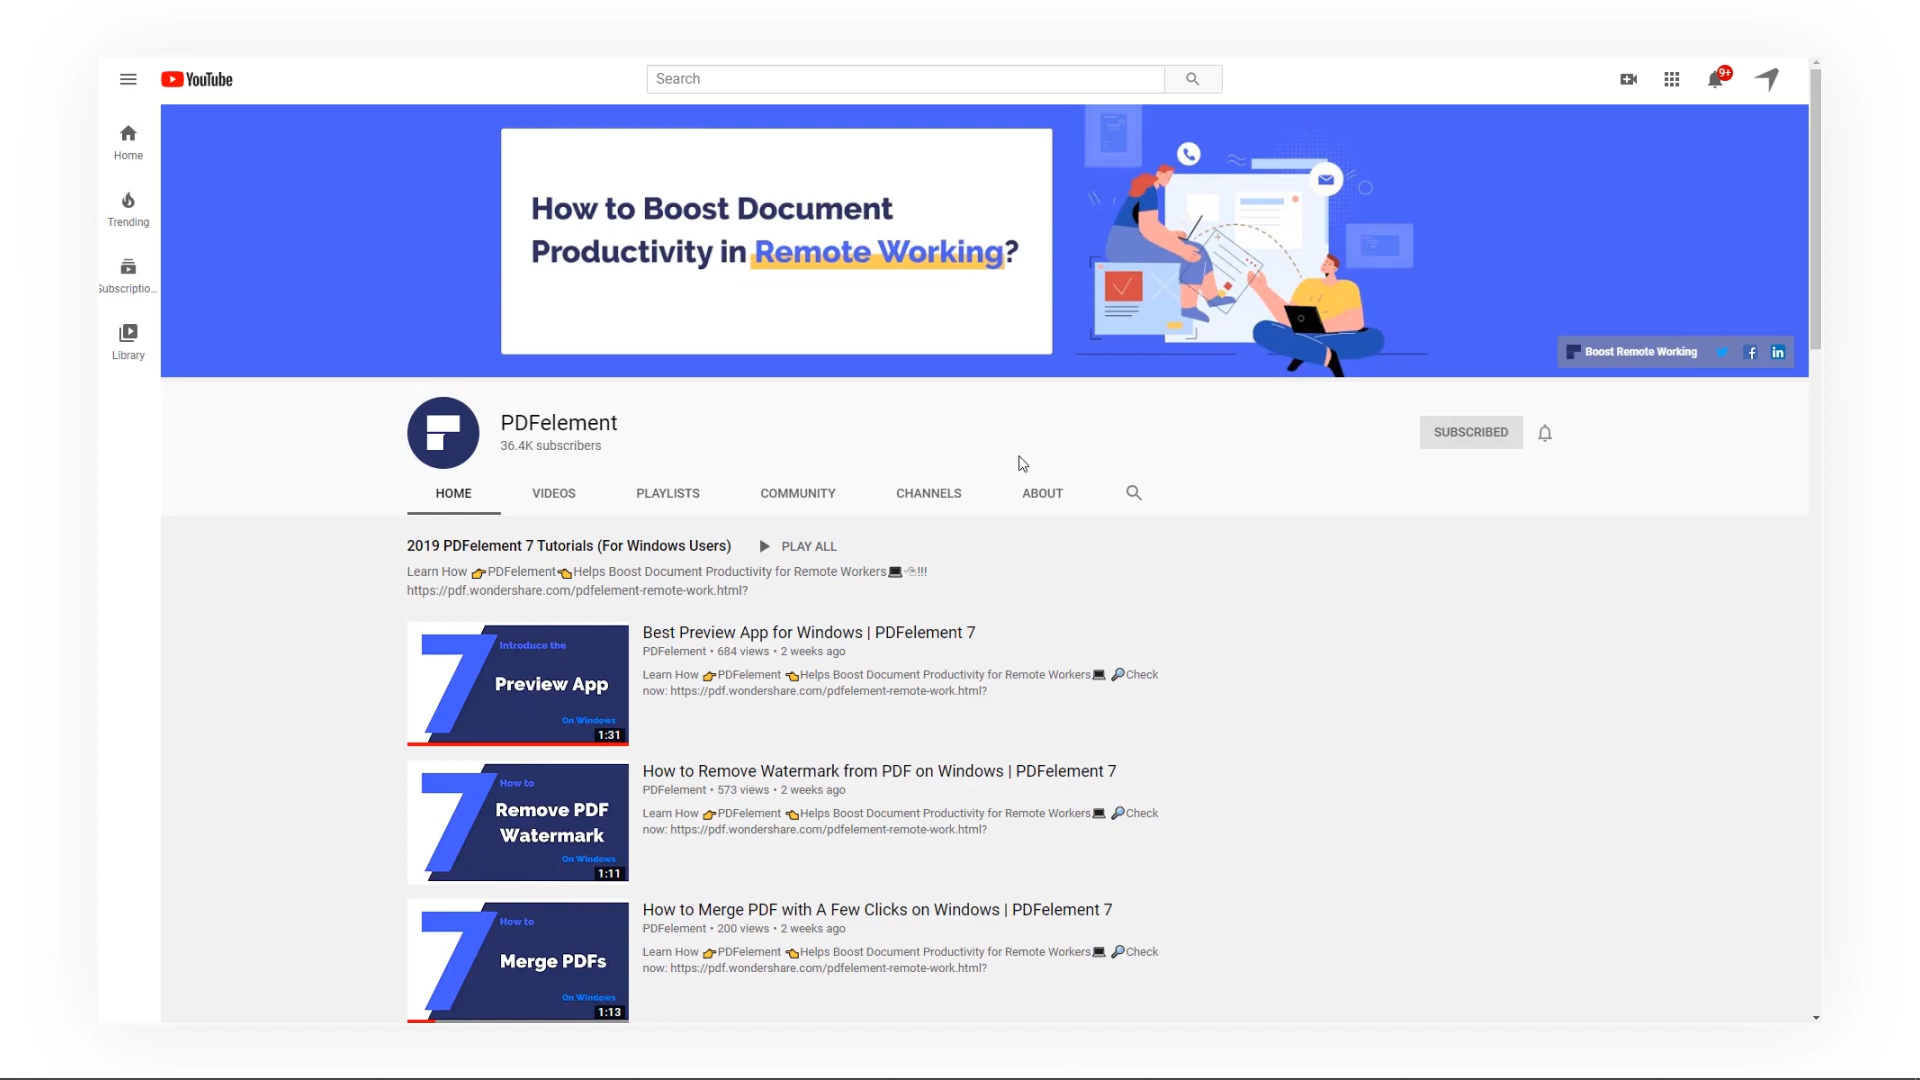 YouTube
Search
9+
Home
Trending
Subscriptio...
Library
How to Boost Document
Productivity in Remote Working?
Boost Remote Working
PDFelement
36.4K subscribers
SUBSCRIBED
HOME VIDEOS PLAYLISTS COMMUNITY CHANNELS ABOUT
2019 PDFelement 7 Tutorials (For Windows Users) PLAY ALL
Learn How 👉PDFelement👈Helps Boost Document Productivity for Remote Workers💻🖱!!!
https://pdf.wondershare.com/pdfelement-remote-work.html?
7
Introduce the
Preview App
On Windows
1:31
Best Preview App for Windows | PDFelement 7
PDFelement • 684 views • 2 weeks ago
Learn How 👉PDFelement 👈Helps Boost Document Productivity for Remote Workers💻 🔎Check
now: https://pdf.wondershare.com/pdfelement-remote-work.html?
7
How to
Remove PDF
Watermark
On Windows
1:11
How to Remove Watermark from PDF on Windows | PDFelement 7
PDFelement • 573 views • 2 weeks ago
Learn How 👉PDFelement 👈Helps Boost Document Productivity for Remote Workers💻 🔎Check
now: https://pdf.wondershare.com/pdfelement-remote-work.html?
7
How to
Merge PDFs
On Windows
1:13
How to Merge PDF with A Few Clicks on Windows | PDFelement 7
PDFelement • 200 views • 2 weeks ago
Learn How 👉PDFelement 👈Helps Boost Document Productivity for Remote Workers💻 🔎Check
now: https://pdf.wondershare.com/pdfelement-remote-work.html?